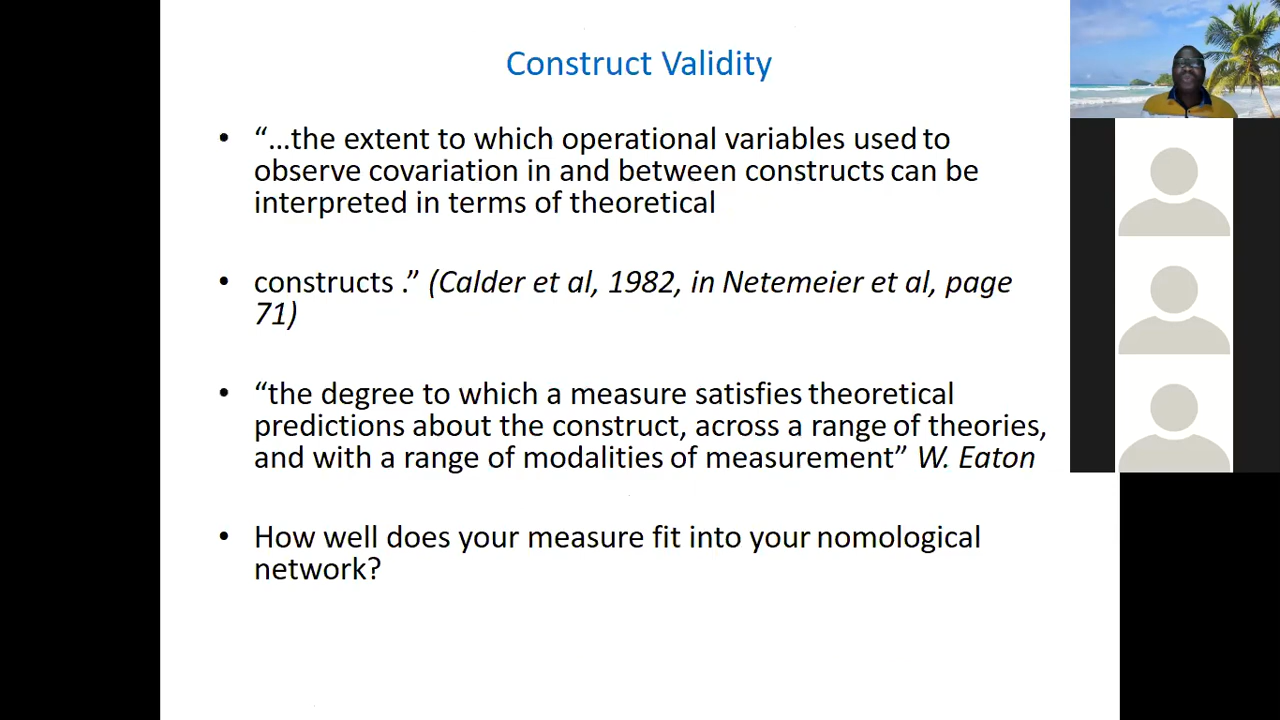 Construct Validity
• “…the extent to which operational variables used to
observe covariation in and between constructs can be
interpreted in terms of theoretical
• constructs .” (Calder et al, 1982, in Netemeier et al, page
71)
• “the degree to which a measure satisfies theoretical
predictions about the construct, across a range of theories,
and with a range of modalities of measurement” W. Eaton
• How well does your measure fit into your nomological
network?